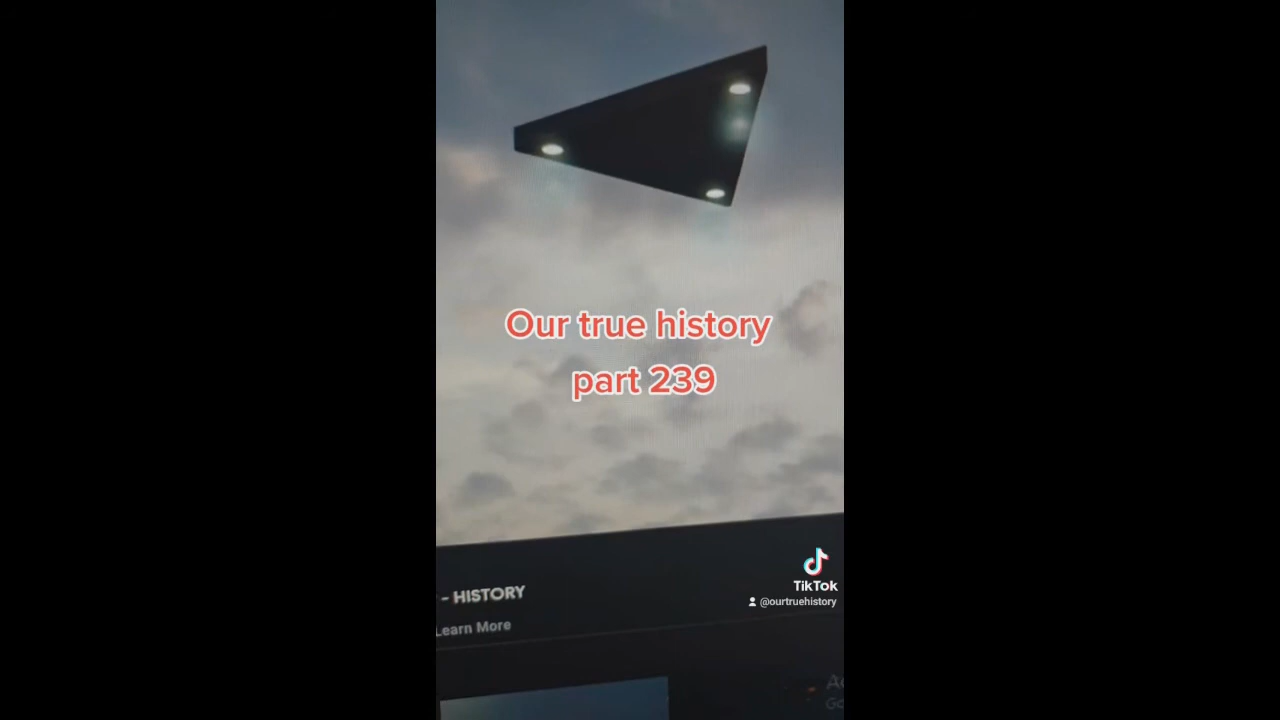 Our true history
part 239
- HISTORY
Learn More
TikTok
@ourtruehistory